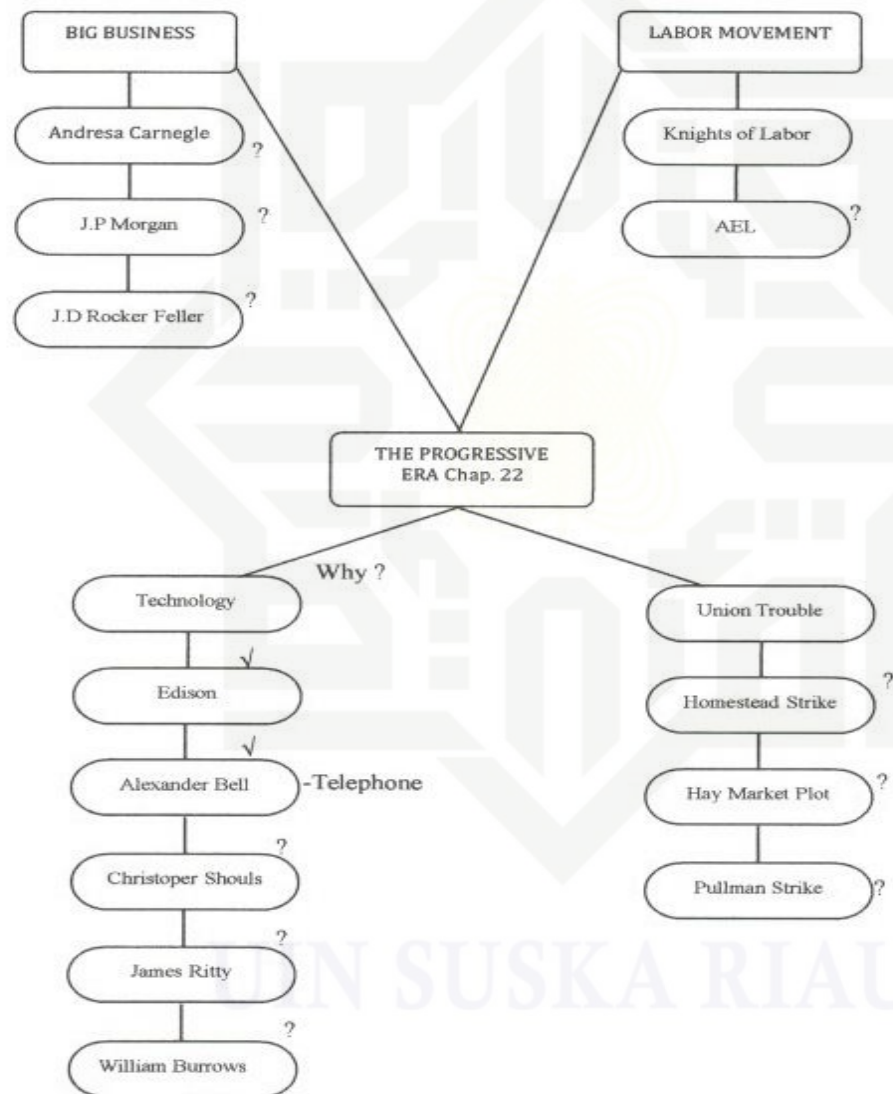 BIG BUSINESS
Andresa Carnegle
?
J.P Morgan
?
J.D Rocker Feller
?
LABOR MOVEMENT
Knights of Labor
AEL
?
THE PROGRESSIVE
ERA Chap. 22
Why ?
Technology
√
Edison
√
Alexander Bell
-Telephone
?
Christoper Shouls
?
James Ritty
?
William Burrows
Union Trouble
Homestead Strike
?
Hay Market Plot
?
Pullman Strike
?
UIN SUSKA RIAU